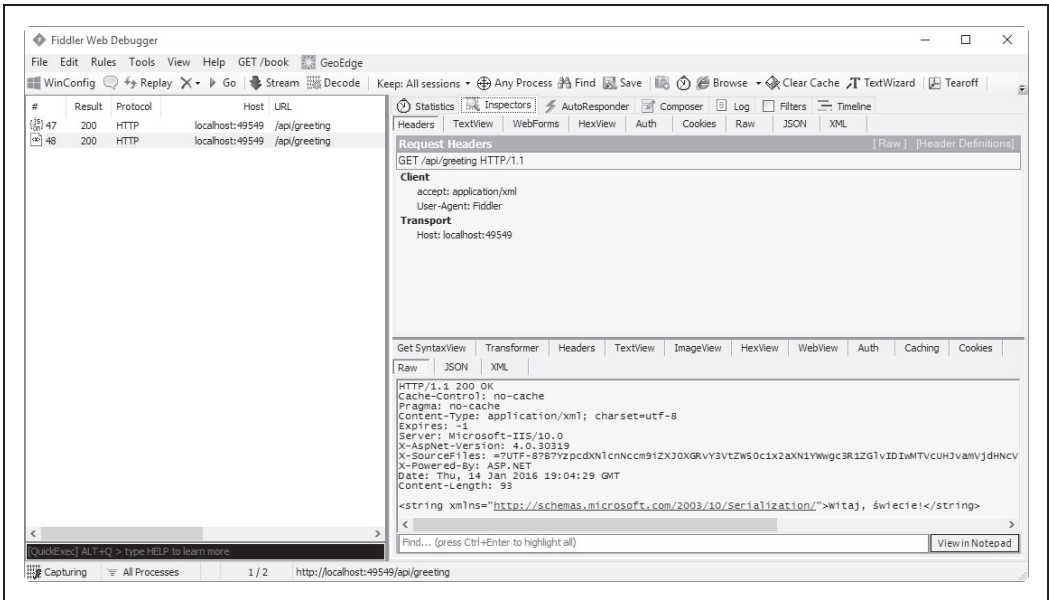 Fiddler Web Debugger
File Edit Rules Tools View Help GET /book GeoEdge
WinConfig Replay Go Stream Decode Keep: All sessions Any Process Find Save Browse Clear Cache TextWizard Tearoff
# Result Protocol Host URL
47 200 HTTP localhost:49549 /api/greeting
48 200 HTTP localhost:49549 /api/greeting
Statistics Inspectors AutoResponder Composer Log Filters Timeline
Headers TextView WebForms HexView Auth Cookies Raw JSON XML
Request Headers [ Raw ] [Header Definitions]
GET /api/greeting HTTP/1.1
Client
accept: application/xml
User-Agent: Fiddler
Transport
Host: localhost:49549
Get SyntaxView Transformer Headers TextView ImageView HexView WebView Auth Caching Cookies
Raw JSON XML
HTTP/1.1 200 OK
Cache-Control: no-cache
Pragma: no-cache
Content-Type: application/xml; charset=utf-8
Expires: -1
Server: Microsoft-IIS/10.0
X-AspNet-Version: 4.0.30319
X-SourceFiles:
X-Powered-By: ASP.NET
Date: Thu, 14 Jan 2016 19:04:29 GMT
Content-Length: 93
<string xmlns="http://schemas.microsoft.com/2003/10/Serialization/">Witaj, świecie!</string>
Find... (press Ctrl+Enter to highlight all) View in Notepad
[QuickExec] ALT+Q > type HELP to learn more
Capturing All Processes 1 / 2 http://localhost:49549/api/greeting